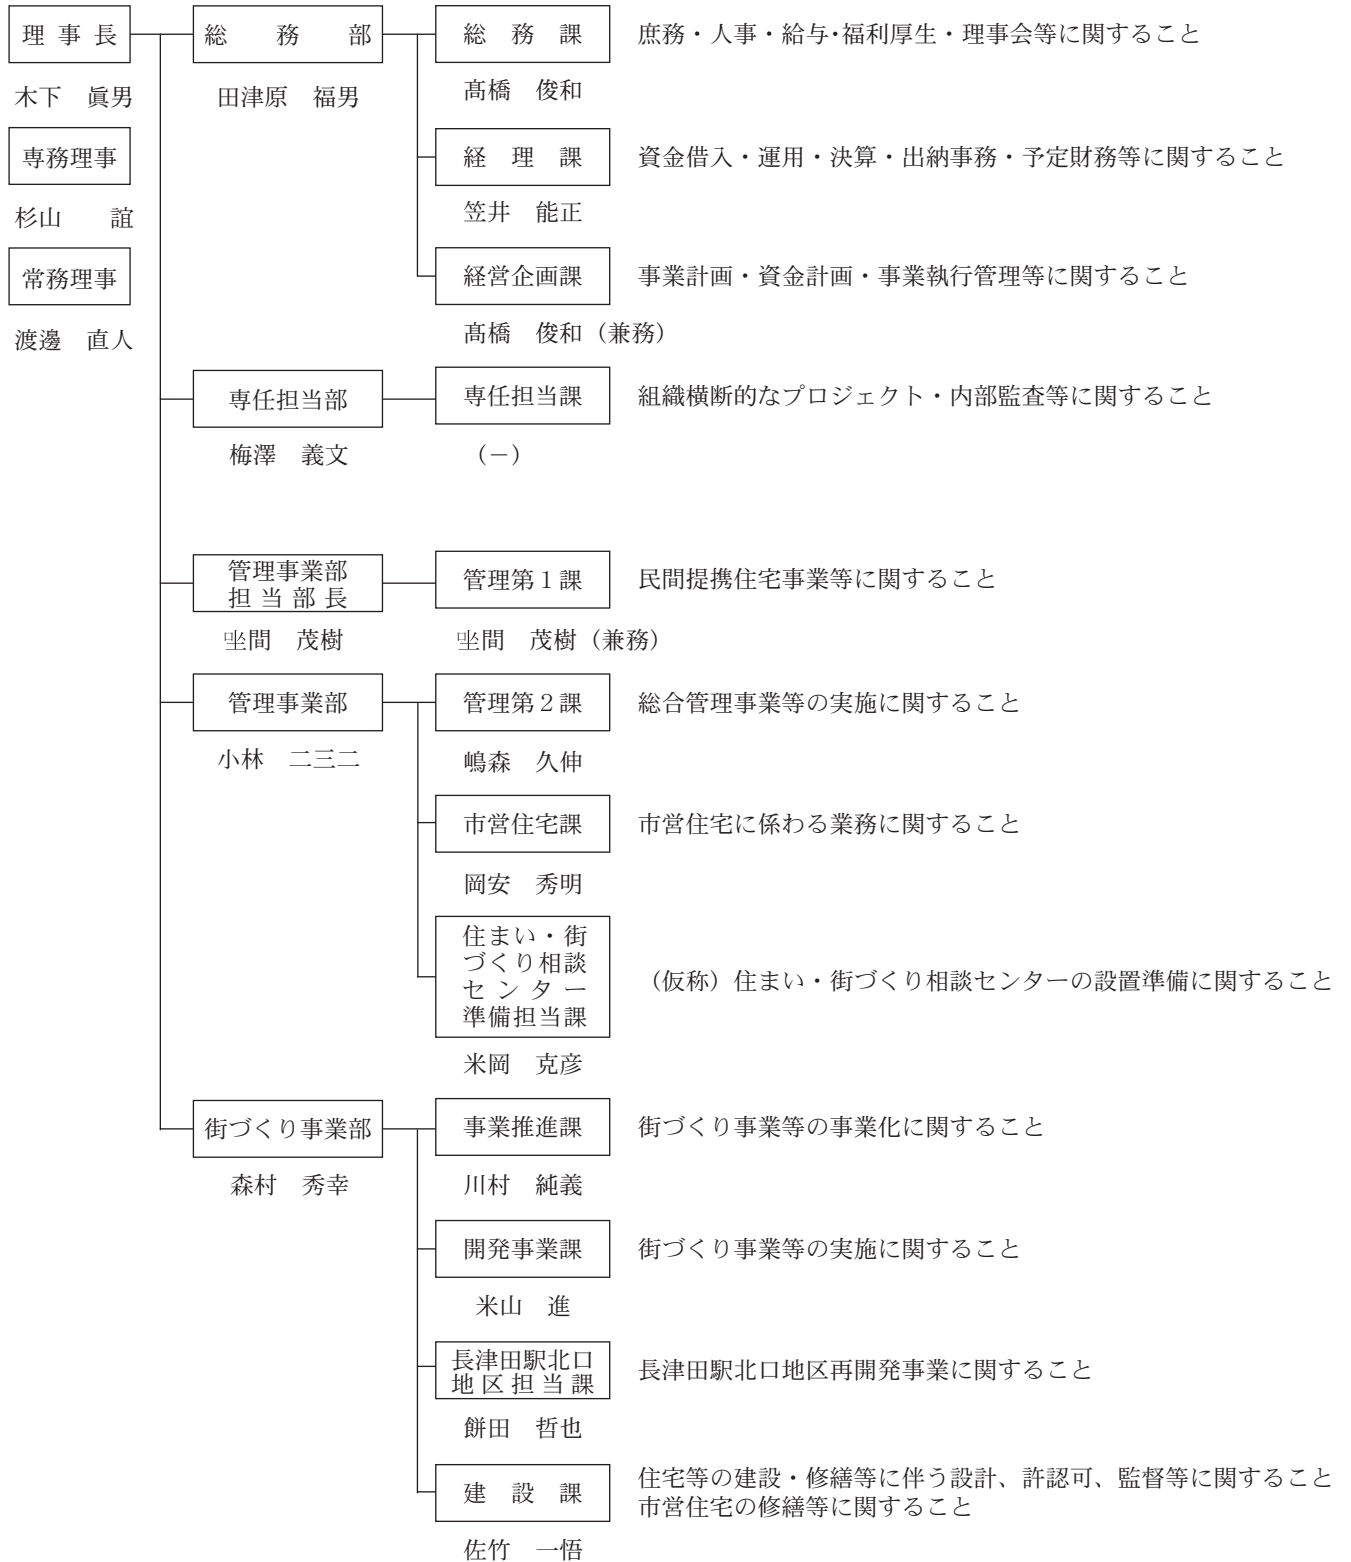 理事長
木下 眞男
専務理事
杉山 誼
常務理事
渡邊 直人
総務部
田津原 福男
総務課
庶務・人事・給与・福利厚生・理事会等に関すること
髙橋 俊和
経理課
資金借入・運用・決算・出納事務・予定財務等に関すること
笠井 能正
経営企画課
事業計画・資金計画・事業執行管理等に関すること
髙橋 俊和（兼務）
専任担当部
梅澤 義文
専任担当課
組織横断的なプロジェクト・内部監査等に関すること
（－）
管理事業部
担当部長
坐間 茂樹
管理第１課
民間提携住宅事業等に関すること
坐間 茂樹（兼務）
管理事業部
小林 二三二
管理第２課
総合管理事業等の実施に関すること
嶋森 久伸
市営住宅課
市営住宅に係わる業務に関すること
岡安 秀明
住まい・街
づくり相談
センター
準備担当課
（仮称）住まい・街づくり相談センターの設置準備に関すること
米岡 克彦
街づくり事業部
森村 秀幸
事業推進課
街づくり事業等の事業化に関すること
川村 純義
開発事業課
街づくり事業等の実施に関すること
米山 進
長津田駅北口
地区担当課
長津田駅北口地区再開発事業に関すること
餅田 哲也
建設課
住宅等の建設・修繕等に伴う設計、許認可、監督等に関すること
市営住宅の修繕等に関すること
佐竹 一悟